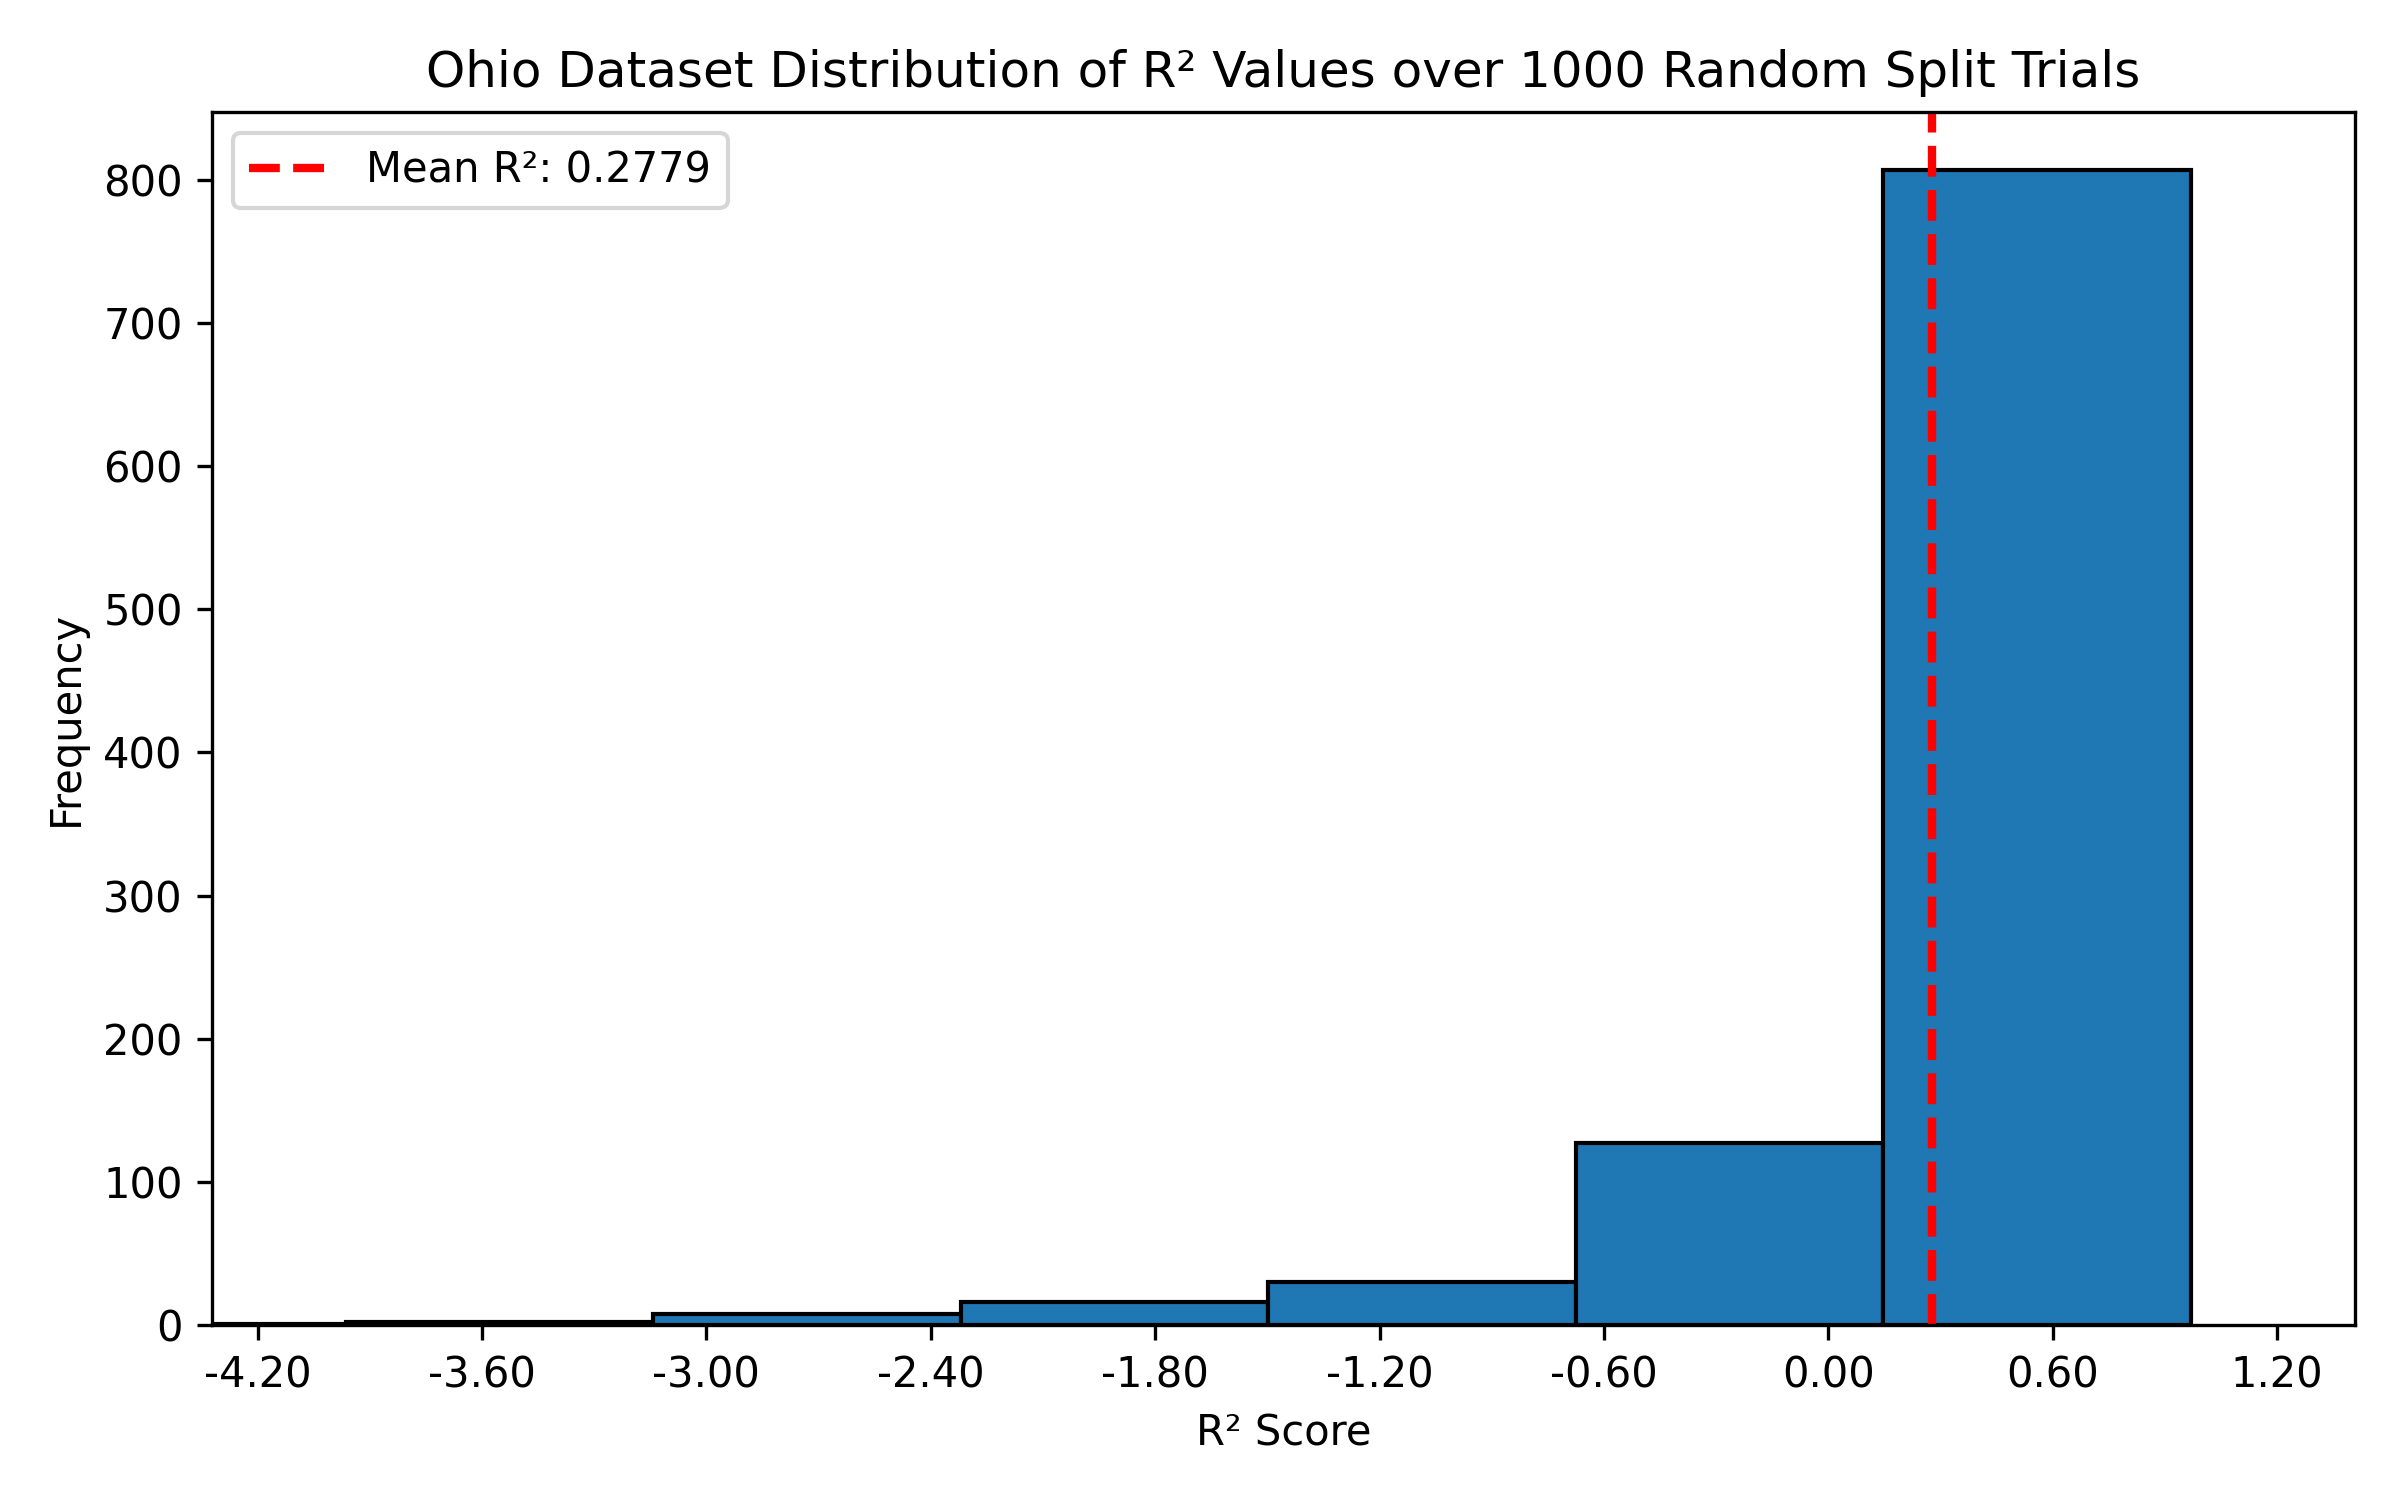 Ohio Dataset Distribution of R² Values over 1000 Random Split Trials
Mean R²: 0.2779
Frequency
800
700
600
500
400
300
200
100
0
-4.20 -3.60 -3.00 -2.40 -1.80 -1.20 -0.60 0.00 0.60 1.20
R² Score